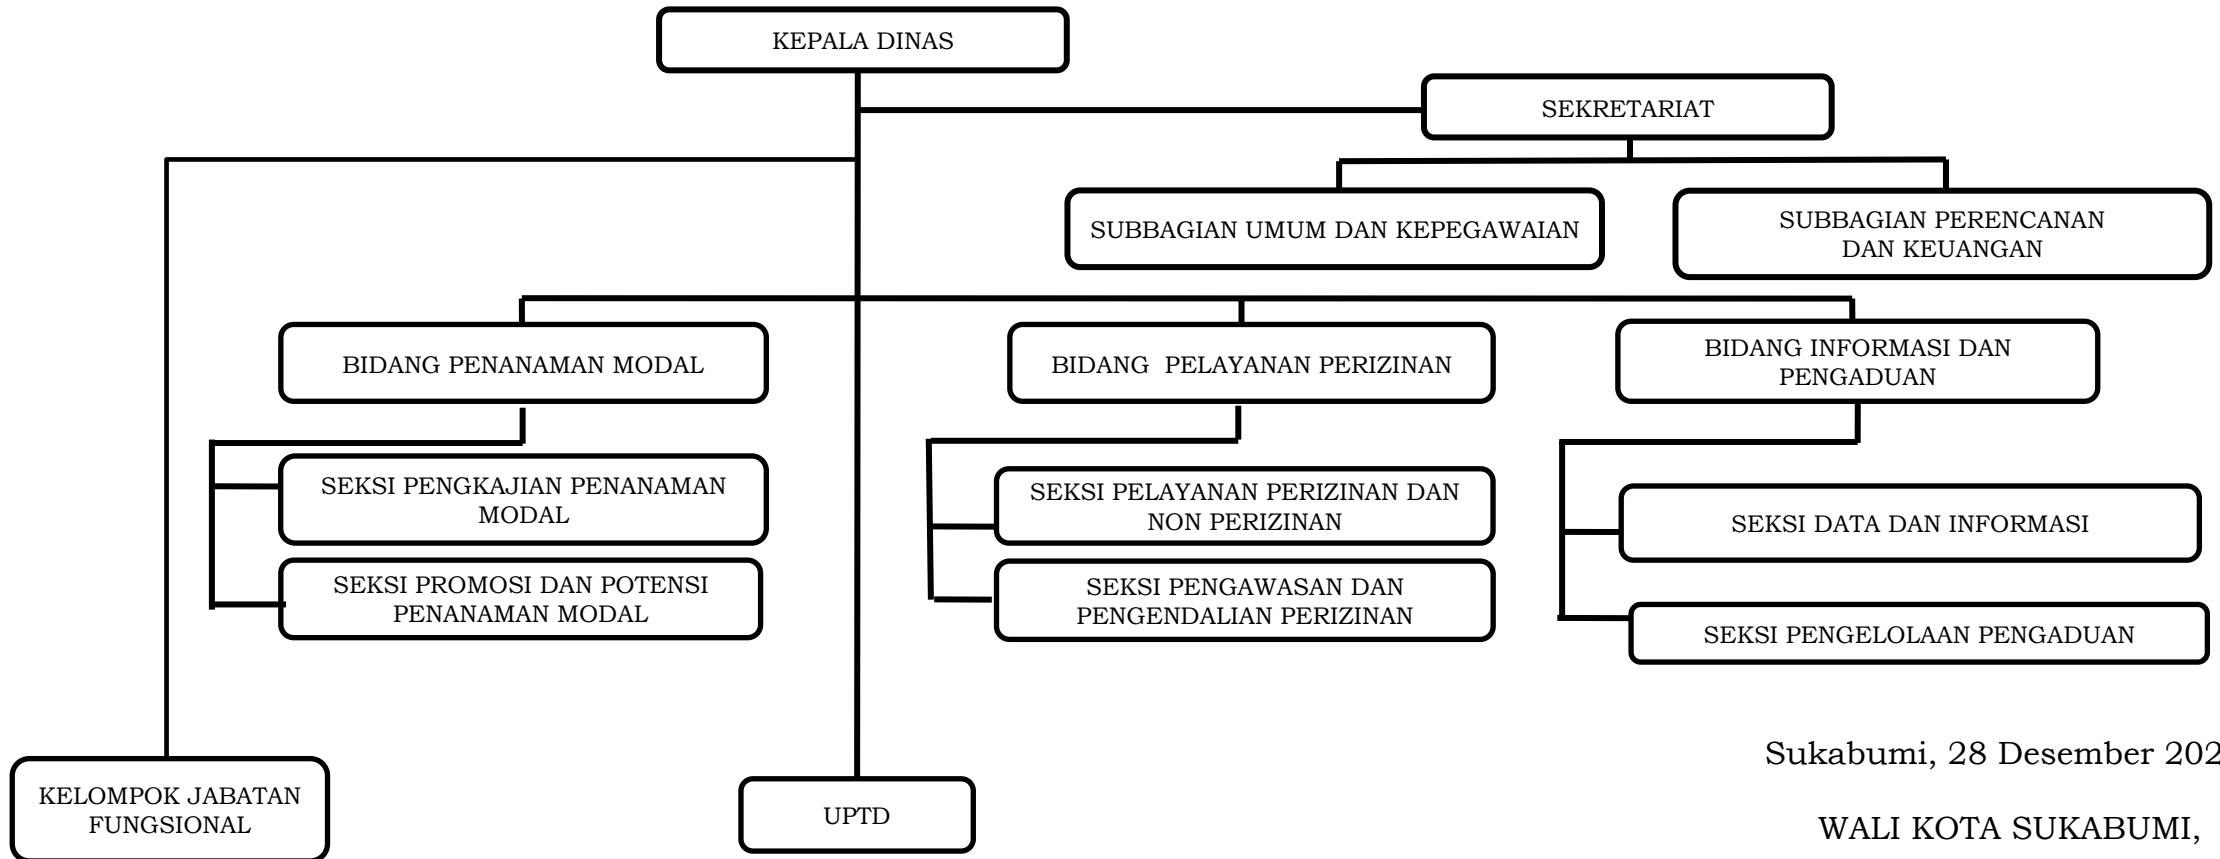 KEPALA DINAS
SEKRETARIAT
SUBBAGIAN UMUM DAN KEPEGAWAIAN
SUBBAGIAN PERENCANAN
DAN KEUANGAN
BIDANG PENANAMAN MODAL
BIDANG PELAYANAN PERIZINAN
BIDANG INFORMASI DAN
PENGADUAN
SEKSI PENGKAJIAN PENANAMAN
MODAL
SEKSI PROMOSI DAN POTENSI
PENANAMAN MODAL
SEKSI PELAYANAN PERIZINAN DAN
NON PERIZINAN
SEKSI PENGAWASAN DAN
PENGENDALIAN PERIZINAN
SEKSI DATA DAN INFORMASI
SEKSI PENGELOLAAN PENGADUAN
KELOMPOK JABATAN
FUNGSIONAL
UPTD
Sukabumi, 28 Desember 202
WALI KOTA SUKABUMI,